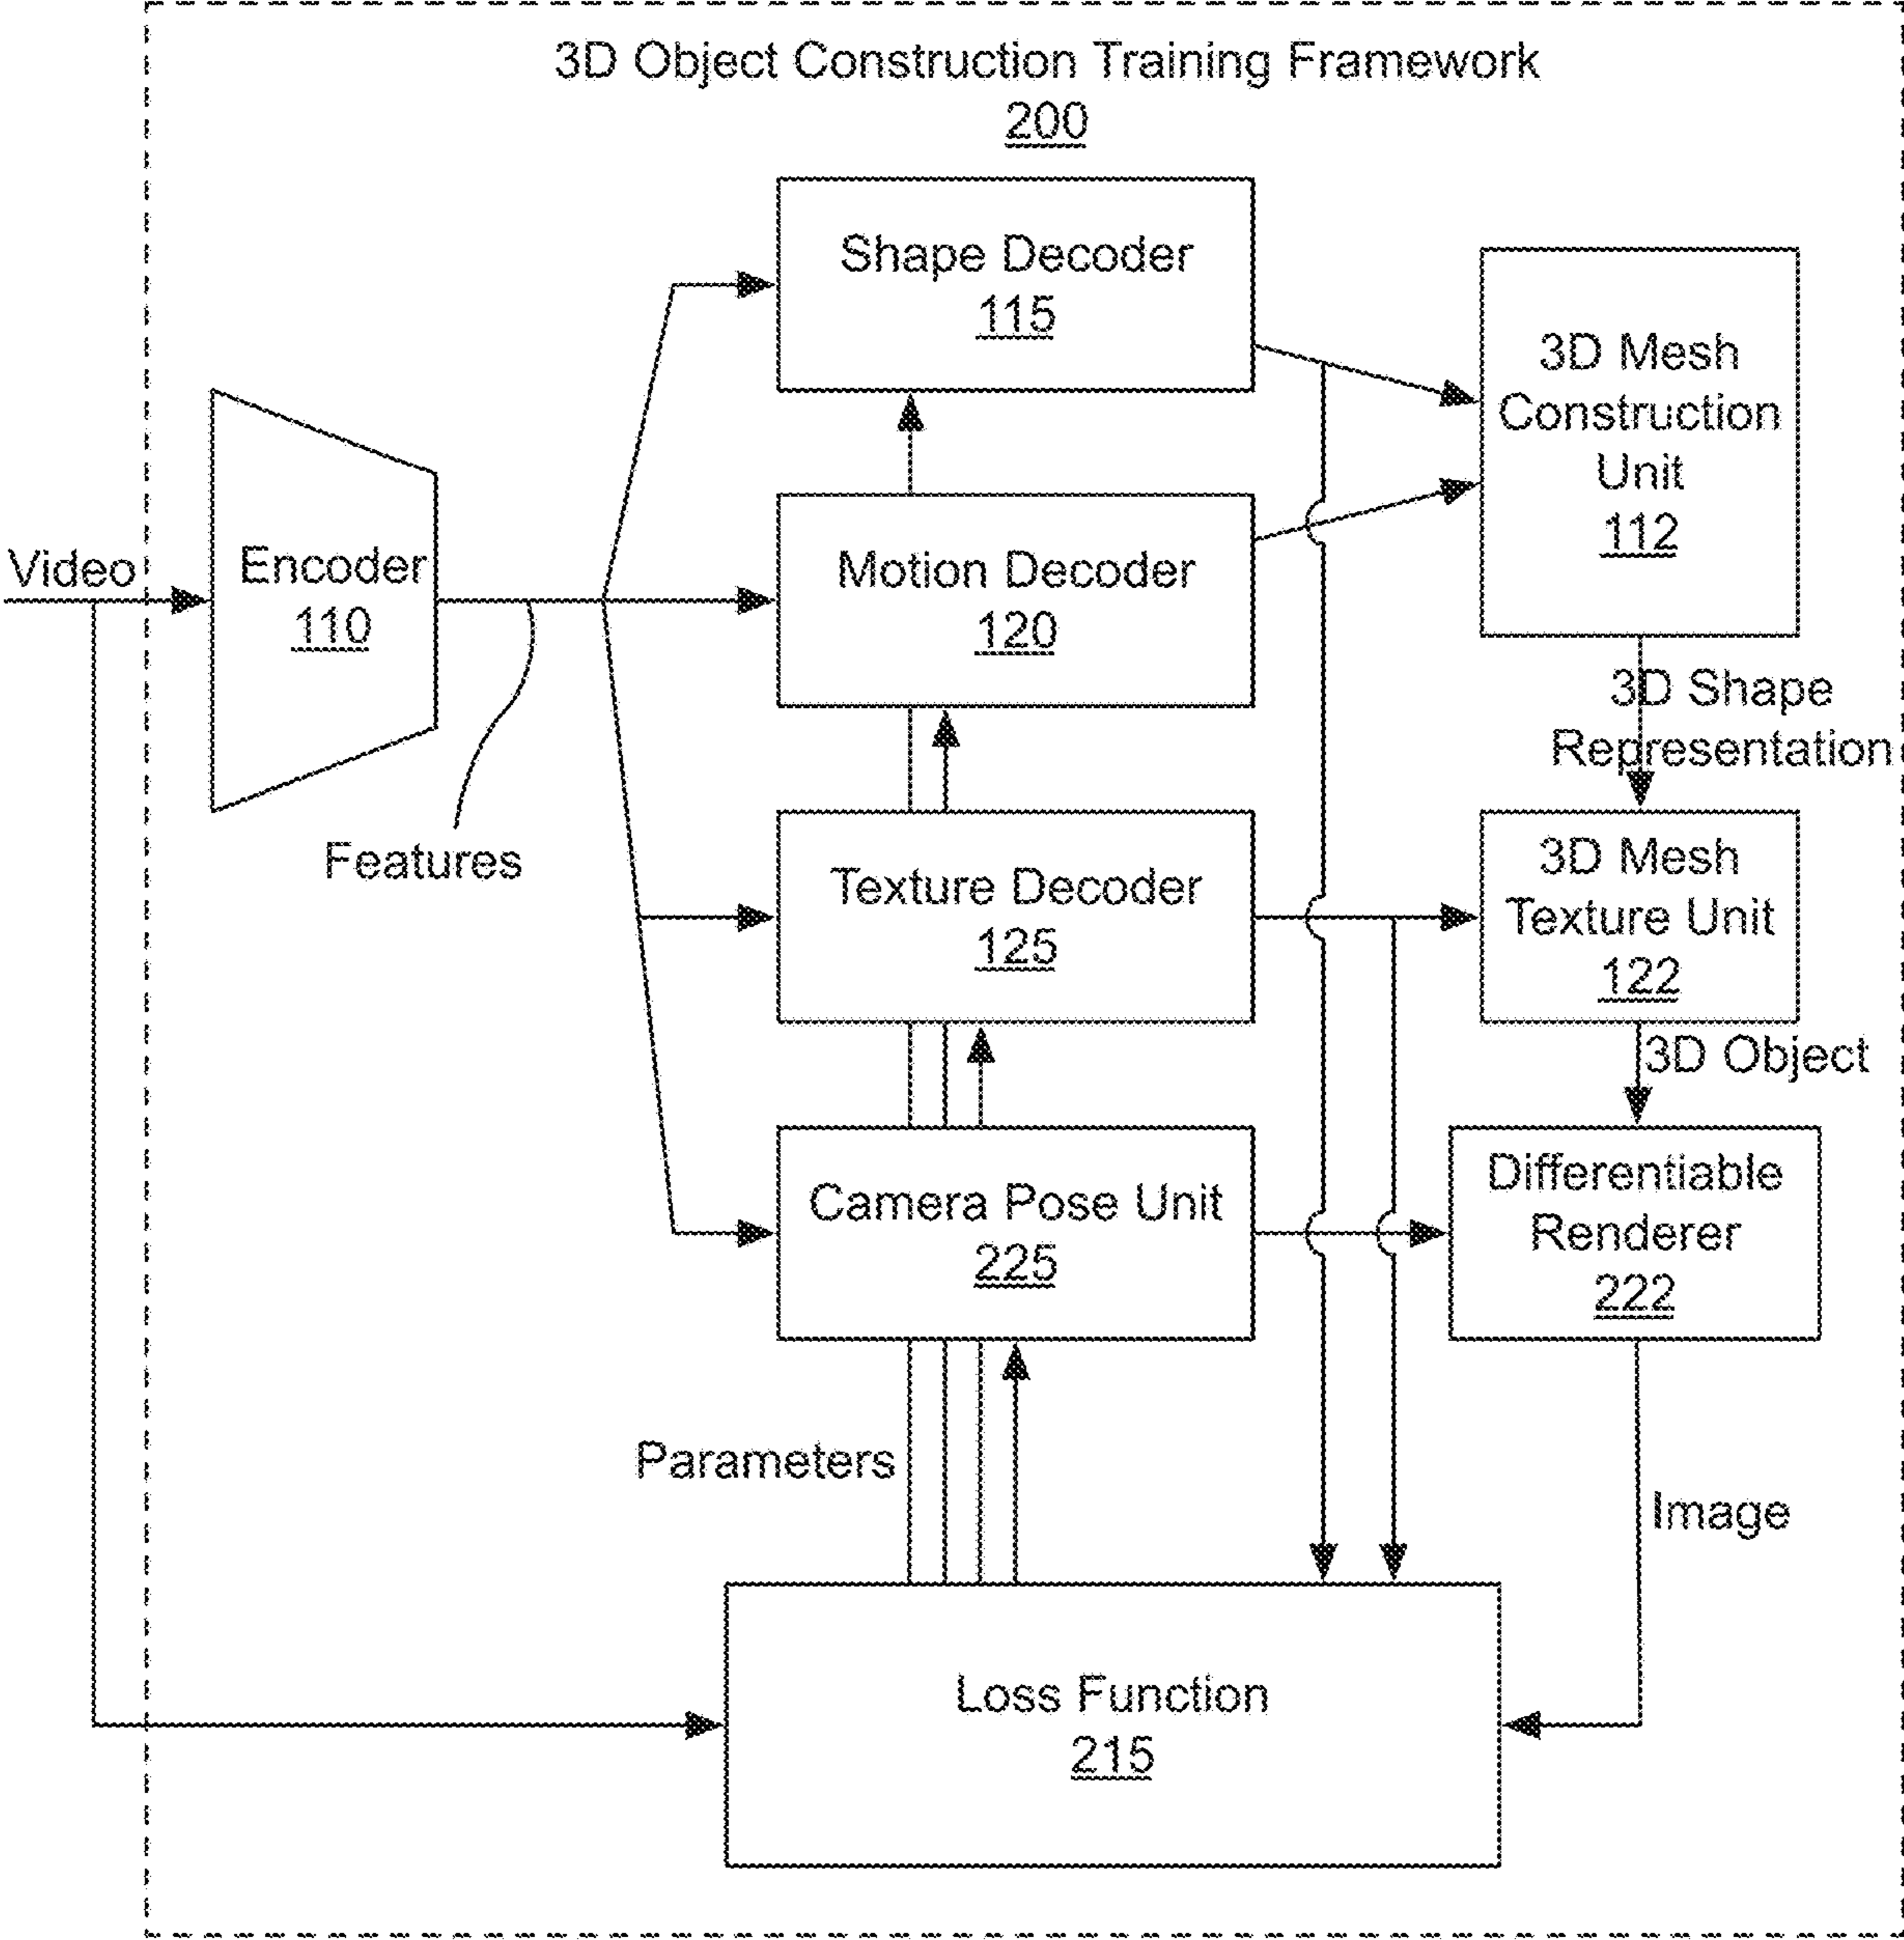 3D Object Construction Training Framework
200
Shape Decoder
115
3D Mesh
Construction
Unit
112
Video
Encoder
110
Motion Decoder
120
3D Shape
Representation
Features
Texture Decoder
125
3D Mesh
Texture Unit
122
3D Object
Camera Pose Unit
225
Differentiable
Renderer
222
Parameters
Image
Loss Function
215